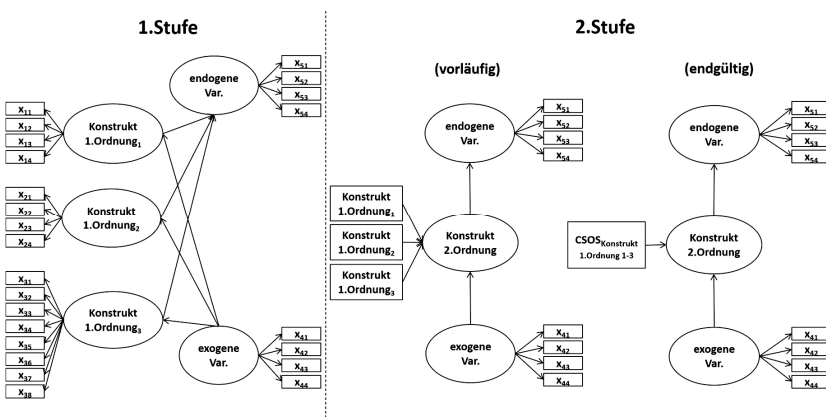 1.Stufe
endogene
Var.
x51
x52
x53
x54
x11
x12
x13
x14
Konstrukt
1.Ordnung1
x21
x22
x23
x24
Konstrukt
1.Ordnung2
x31
x32
x33
x34
x35
x36
x37
x38
Konstrukt
1.Ordnung3
exogene
Var.
x41
x42
x43
x44
2.Stufe
(vorläufig)
endogene
Var.
x51
x52
x53
x54
Konstrukt
1.Ordnung1
Konstrukt
1.Ordnung2
Konstrukt
1.Ordnung3
Konstrukt
2.Ordnung
exogene
Var.
x41
x42
x43
x44
(endgültig)
endogene
Var.
x51
x52
x53
x54
CSOSKonstrukt
1.Ordnung 1-3
Konstrukt
2.Ordnung
exogene
Var.
x41
x42
x43
x44